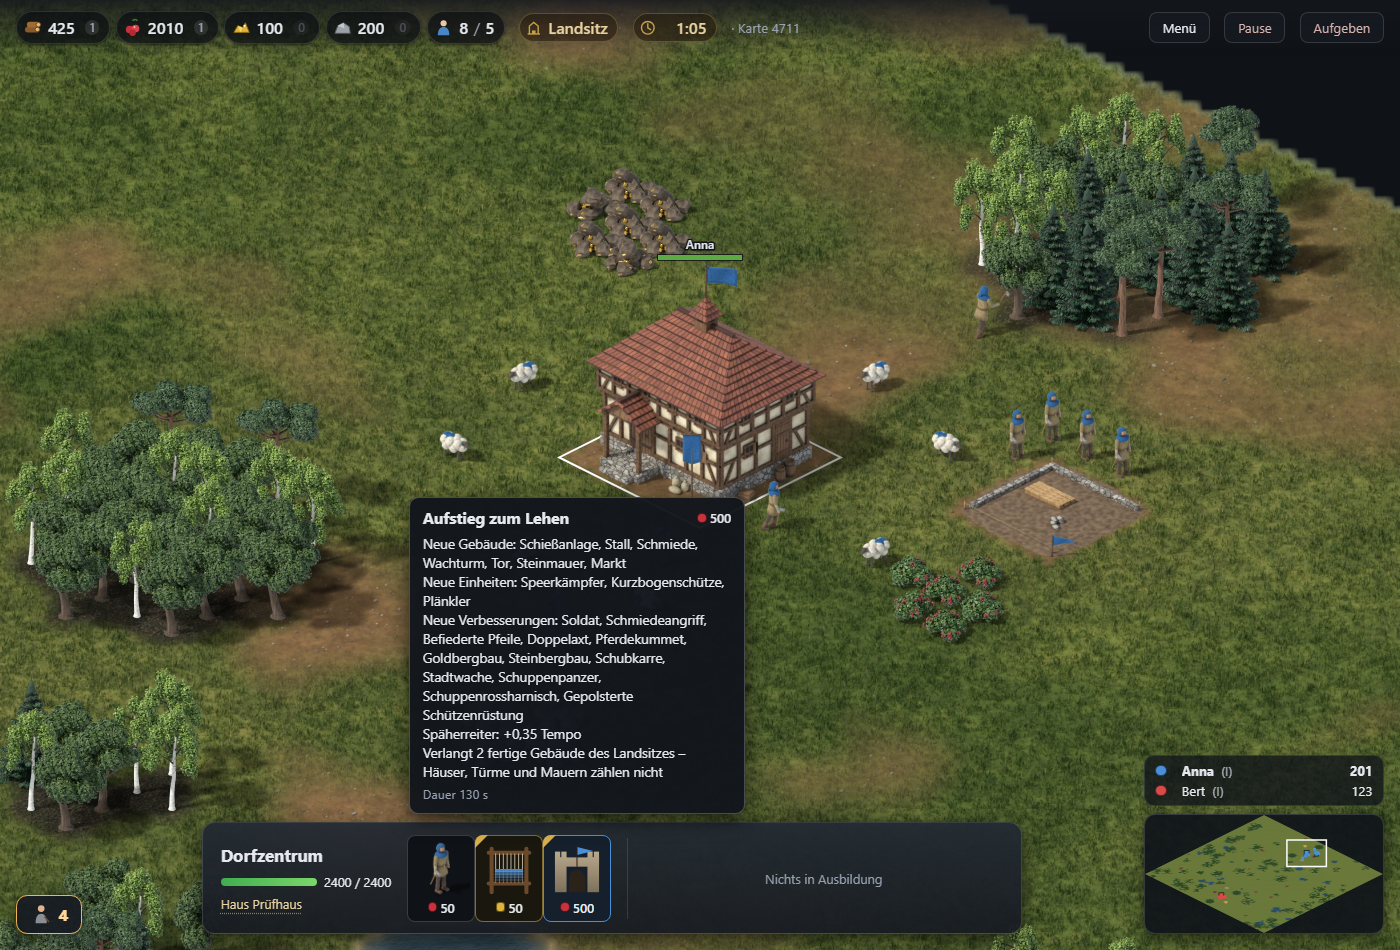 425 1
2010 1
100 0
200 0
8 / 5
Landsitz
1:05
· Karte 4711
Menü
Pause
Aufgeben
Anna
Aufstieg zum Lehen
500
Neue Gebäude: Schießanlage, Stall, Schmiede,
Wachturm, Tor, Steinmauer, Markt
Neue Einheiten: Speerkämpfer, Kurzbogenschütze,
Plänkler
Neue Verbesserungen: Soldat, Schmiedeangriff,
Befiederte Pfeile, Doppelaxt, Pferdekummet,
Goldbergbau, Steinbergbau, Schubkarre,
Stadtwache, Schuppenpanzer,
Schuppenrossharnisch, Gepolsterte
Schützenrüstung
Späherreiter: +0,35 Tempo
Verlangt 2 fertige Gebäude des Landsitzes –
Häuser, Türme und Mauern zählen nicht
Dauer 130 s
Anna (I) 201
Bert (I) 123
Dorfzentrum
2400 / 2400
Haus Prüfhaus
50
50
500
Nichts in Ausbildung
4